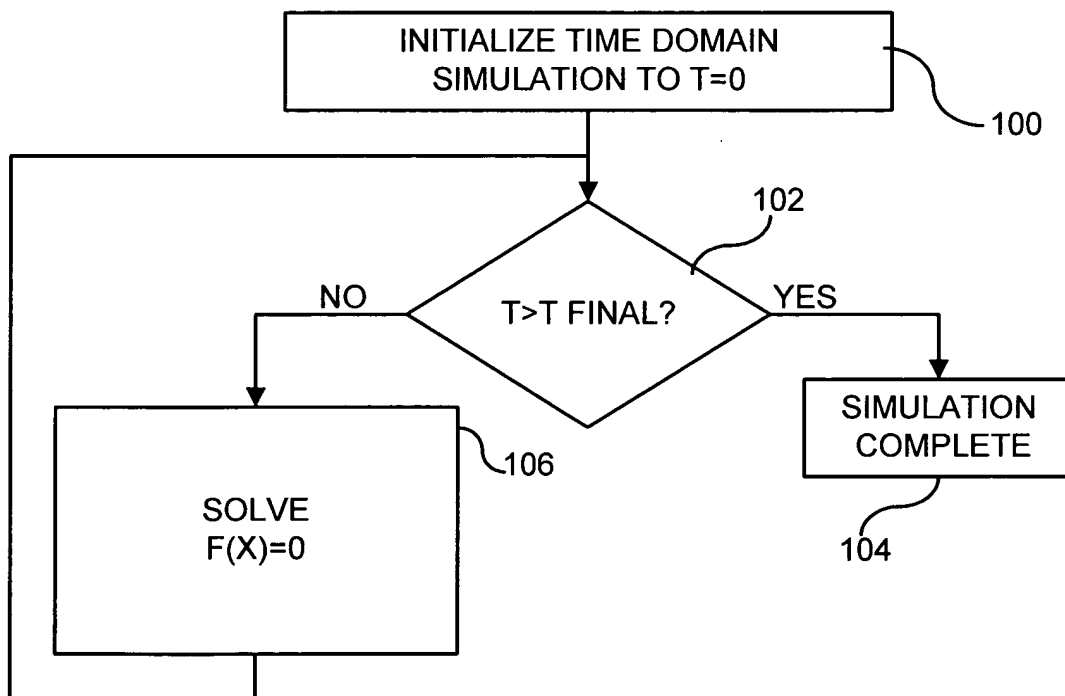 INITIALIZE TIME DOMAIN
SIMULATION TO T=0
100
102
NO
T>T FINAL?
YES
SIMULATION
COMPLETE
106
SOLVE
F(X)=0
104